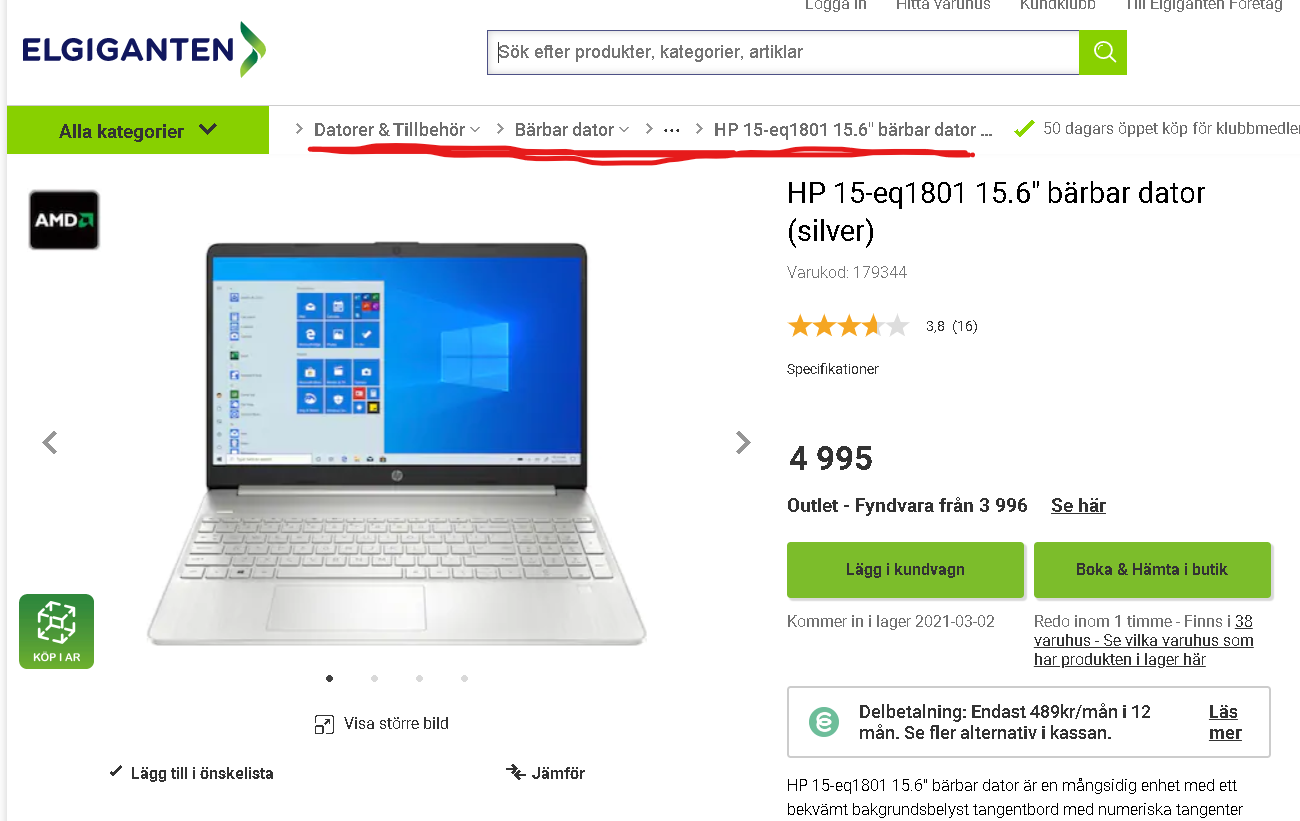 Logga in Hitta varuhus Kundklubb Till Elgiganten Företag
ELGIGANTEN
Sök efter produkter, kategorier, artiklar
Alla kategorier
Datorer & Tillbehör Bärbar dator ... HP 15-eq1801 15.6" bärbar dator ...
50 dagars öppet köp för klubbmedler
AMD
HP 15-eq1801 15.6" bärbar dator
(silver)
Varukod: 179344
3,8 (16)
Specifikationer
4 995
Outlet - Fyndvara från 3 996 Se här
Lägg i kundvagn
Boka & Hämta i butik
Kommer in i lager 2021-03-02
Redo inom 1 timme - Finns i 38
varuhus - Se vilka varuhus som
har produkten i lager här
KÖP I AR
hp
Visa större bild
Lägg till i önskelista
Jämför
Delbetalning: Endast 489kr/mån i 12
mån. Se fler alternativ i kassan.
Läs
mer
HP 15-eq1801 15.6" bärbar dator är en mångsidig enhet med ett
bekvämt bakgrundsbelyst tangentbord med numeriska tangenter